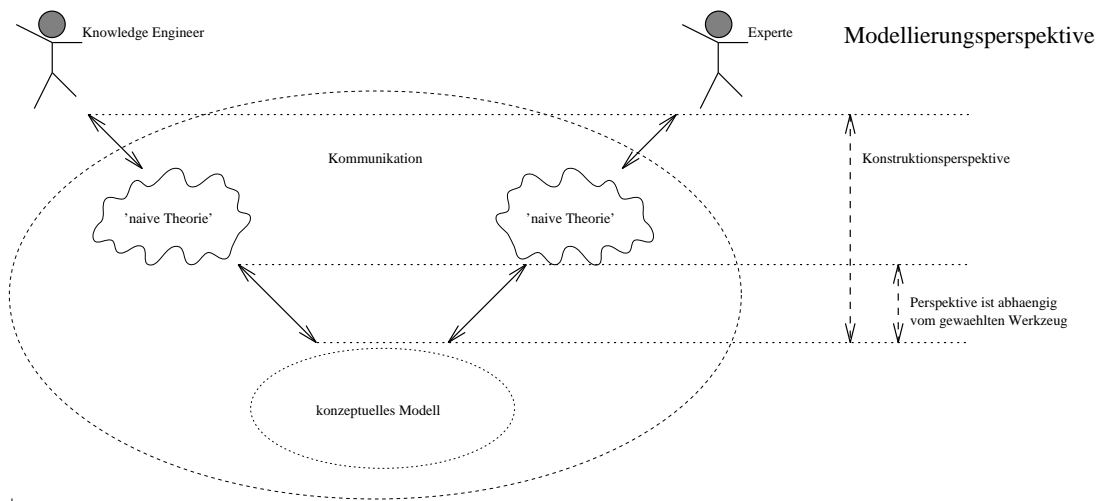 Knowledge Engineer
Experte
Modellierungsperspektive
Kommunikation
Konstruktionsperspektive
'naive Theorie'
'naive Theorie'
Perspektive ist abhaengig
vom gewaehlten Werkzeug
konzeptuelles Modell